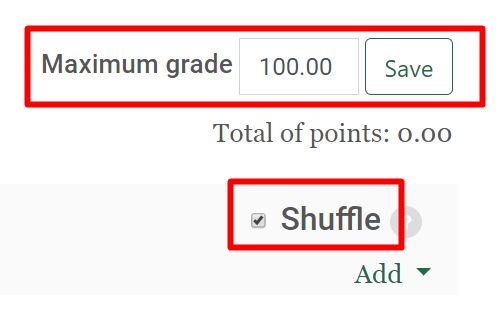 Maximum grade 100.00 Save
Total of points: 0.00
Shuffle ?
Add